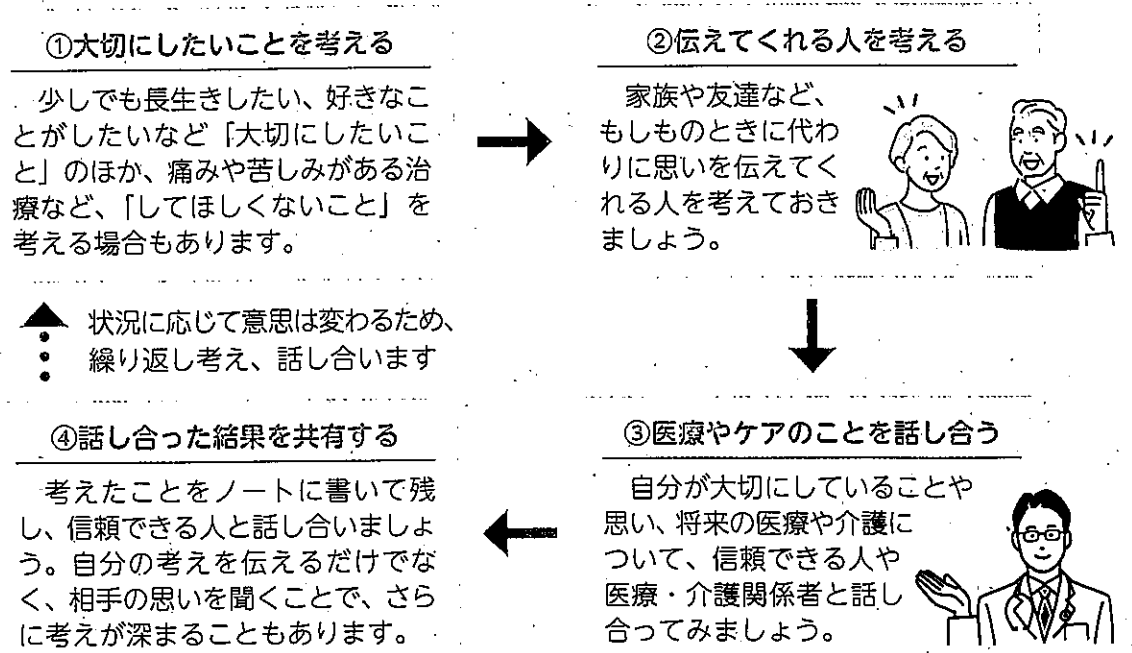 ①大切にしたいことを考える
少しでも長生きしたい、好きなこ
とがしたいなど「大切にしたいこ
と」のほか、痛みや苦しみがある治
療など、「してほしくないこと」を
考える場合もあります。
②伝えてくれる人を考える
家族や友達など、
もしものときに代わ
りに思いを伝えてく
れる人を考えておき
ましょう。
③医療やケアのことを話し合う
自分が大切にしていることや
思い、将来の医療や介護に
ついて、信頼できる人や
医療・介護関係者と話し
合ってみましょう。
④話し合った結果を共有する
考えたことをノートに書いて残
し、信頼できる人と話し合いましょ
う。自分の考えを伝えるだけでな
く、相手の思いを聞くことで、さら
に考えが深まることもあります。
状況に応じて意思は変わるため、
繰り返し考え、話し合います